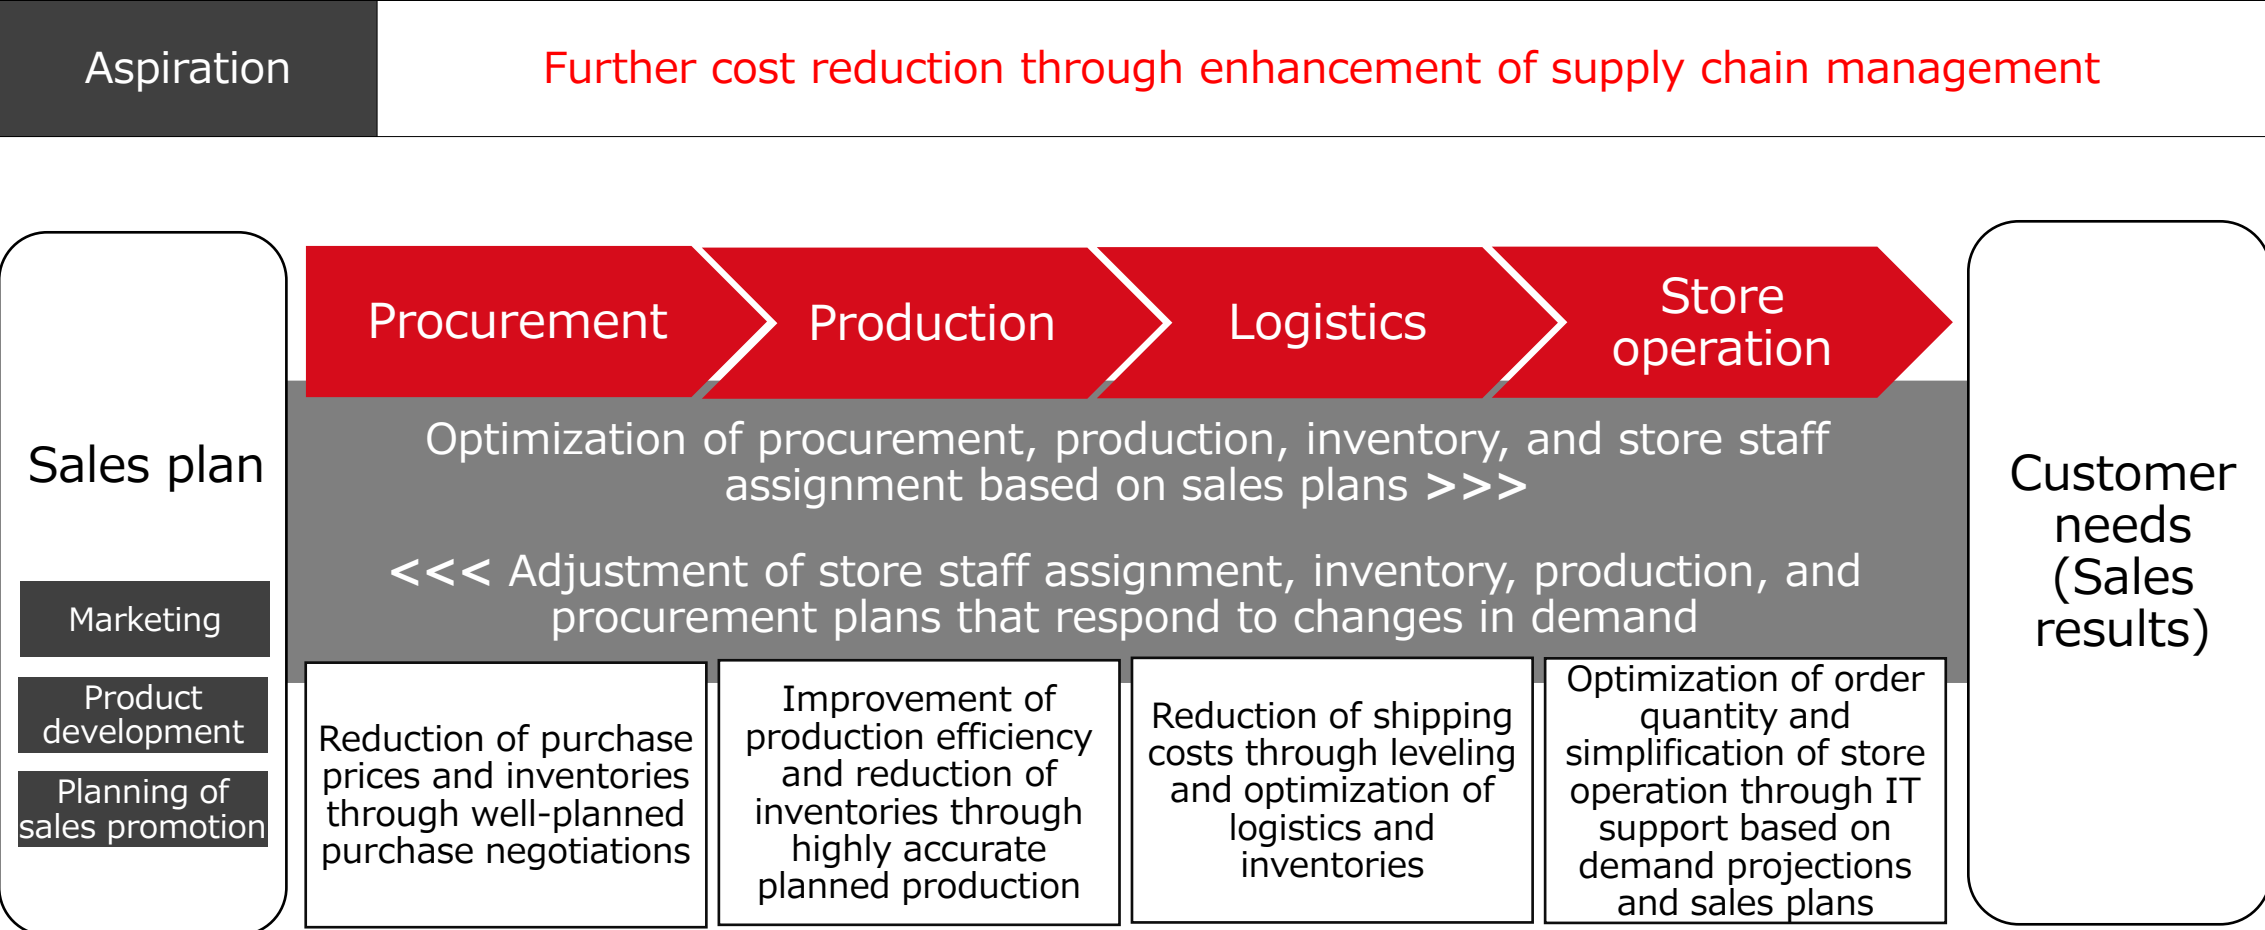 Aspiration
Further cost reduction through enhancement of supply chain management
Sales plan
Marketing
Product
development
Planning of
sales promotion
Procurement
Production
Logistics
Store
operation
Optimization of procurement, production, inventory, and store staff
assignment based on sales plans >>>
<<< Adjustment of store staff assignment, inventory, production, and
procurement plans that respond to changes in demand
Reduction of purchase
prices and inventories
through well-planned
purchase negotiations
Improvement of
production efficiency
and reduction of
inventories through
highly accurate
planned production
Reduction of shipping
costs through leveling
and optimization of
logistics and
inventories
Optimization of order
quantity and
simplification of store
operation through IT
support based on
demand projections
and sales plans
Customer
needs
(Sales
results)